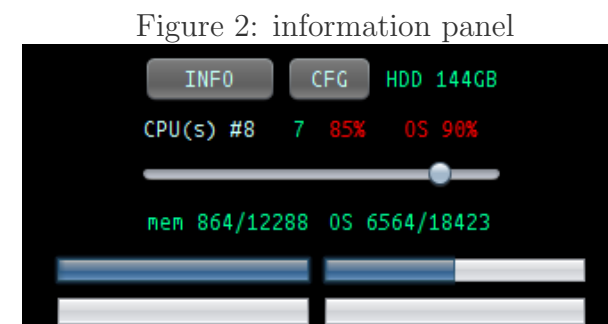 Figure 2: information panel
INFO CFG HDD 144GB
CPU(s) #8 7 85% OS 90%
mem 864/12288 OS 6564/18423